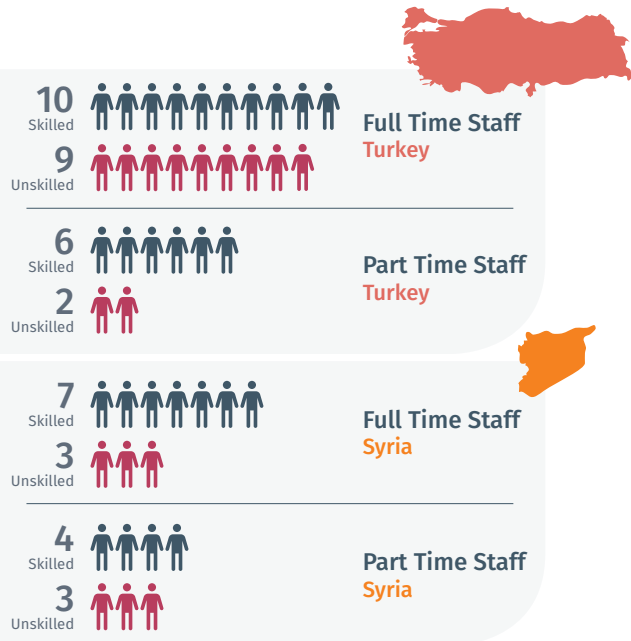 10
Skilled
Full Time Staff
Turkey
9
Unskilled
6
Skilled
Part Time Staff
Turkey
2
Unskilled
7
Skilled
Full Time Staff
Syria
3
Unskilled
4
Skilled
Part Time Staff
Syria
3
Unskilled